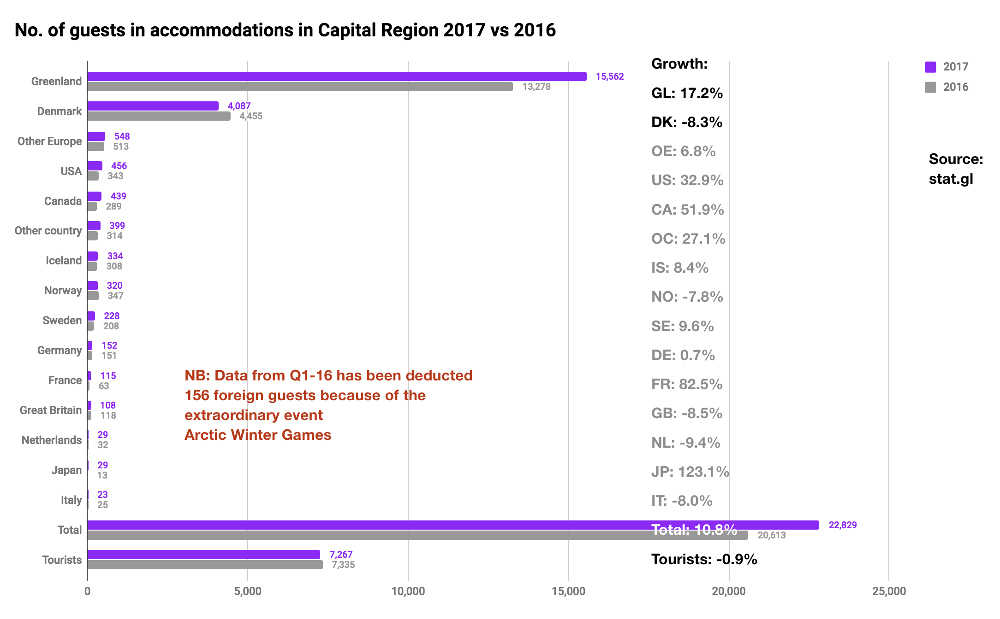 No. of guests in accommodations in Capital Region 2017 vs 2016
2017
2016
Source:
stat.gl
Greenland
15,562
13,278
Denmark
4,087
4,455
Other Europe
548
513
USA
456
343
Canada
439
289
Other country
399
314
Iceland
334
308
Norway
320
347
Sweden
228
208
Germany
152
151
France
115
63
Great Britain
108
118
Netherlands
29
32
Japan
29
13
Italy
23
25
Total
22,829
20,613
Tourists
7,267
7,335
Growth:
GL: 17.2%
DK: -8.3%
OE: 6.8%
US: 32.9%
CA: 51.9%
OC: 27.1%
IS: 8.4%
NO: -7.8%
SE: 9.6%
DE: 0.7%
FR: 82.5%
GB: -8.5%
NL: -9.4%
JP: 123.1%
IT: -8.0%
Total: 10.8%
Tourists: -0.9%
NB: Data from Q1-16 has been deducted
156 foreign guests because of the
extraordinary event
Arctic Winter Games
0
5,000
10,000
15,000
20,000
25,000